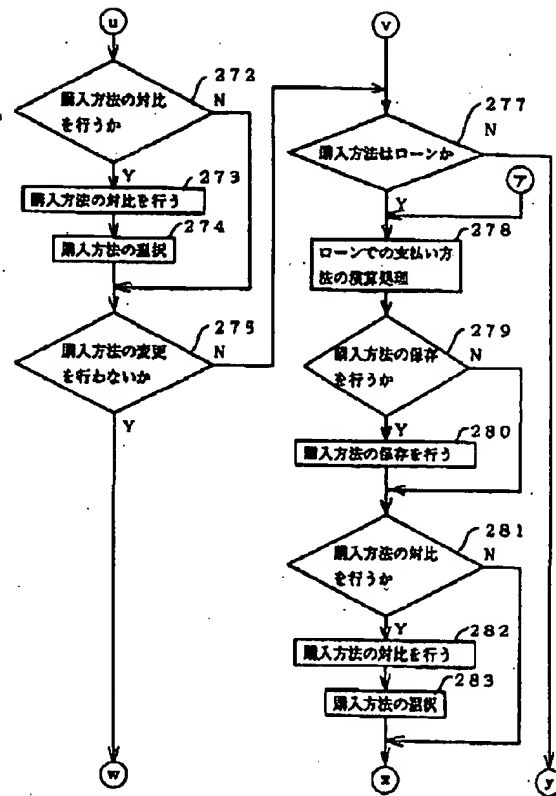 u
272
購入方法の対比
を行うか
N
Y
273
購入方法の対比を行う
274
購入方法の選択
275
購入方法の変更
を行わないか
N
Y
w
v
277
購入方法はローンか
N
ア
Y
278
ローンでの支払い方
法の演算処理
279
購入方法の保存
を行うか
N
Y
280
購入方法の保存を行う
281
購入方法の対比
を行うか
N
Y
282
購入方法の対比を行う
283
購入方法の選択
x
y